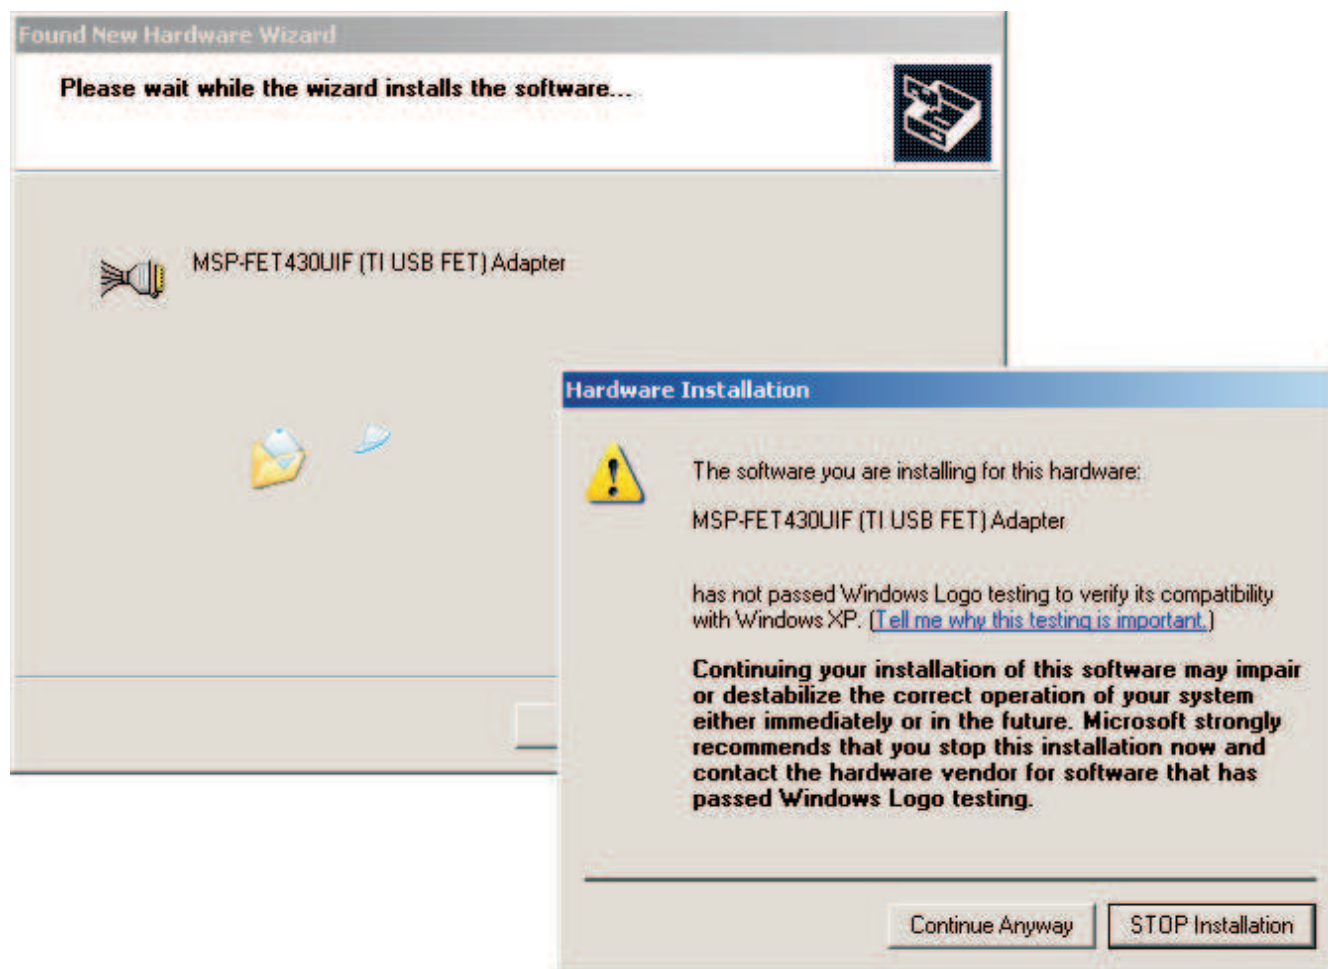 Found New Hardware Wizard
Please wait while the wizard installs the software...
MSP-FET430UIF (TI USB FET) Adapter
Hardware Installation
The software you are installing for this hardware:
MSP-FET430UIF (TI USB FET) Adapter
has not passed Windows Logo testing to verify its compatibility
with Windows XP. (Tell me why this testing is important.)
Continuing your installation of this software may impair
or destabilize the correct operation of your system
either immediately or in the future. Microsoft strongly
recommends that you stop this installation now and
contact the hardware vendor for software that has
passed Windows Logo testing.
Continue Anyway
STOP Installation